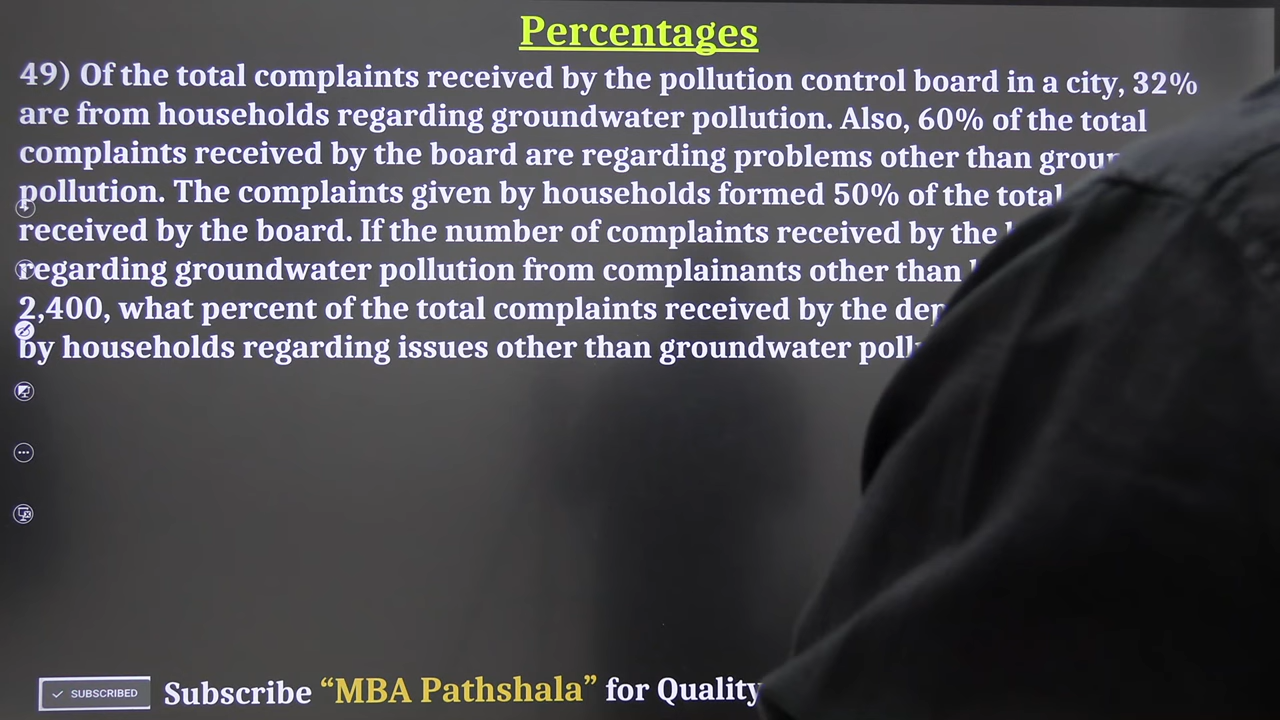 Percentages
49) Of the total complaints received by the pollution control board in a city, 32%
are from households regarding groundwater pollution. Also, 60% of the total
complaints received by the board are regarding problems other than
pollution. The complaints given by households formed 50% of the total
received by the board. If the number of complaints received by the
regarding groundwater pollution from complainants other than
2,400, what percent of the total complaints received by the
by households regarding issues other than groundwater
SUBSCRIBED
Subscribe “MBA Pathshala” for Quality